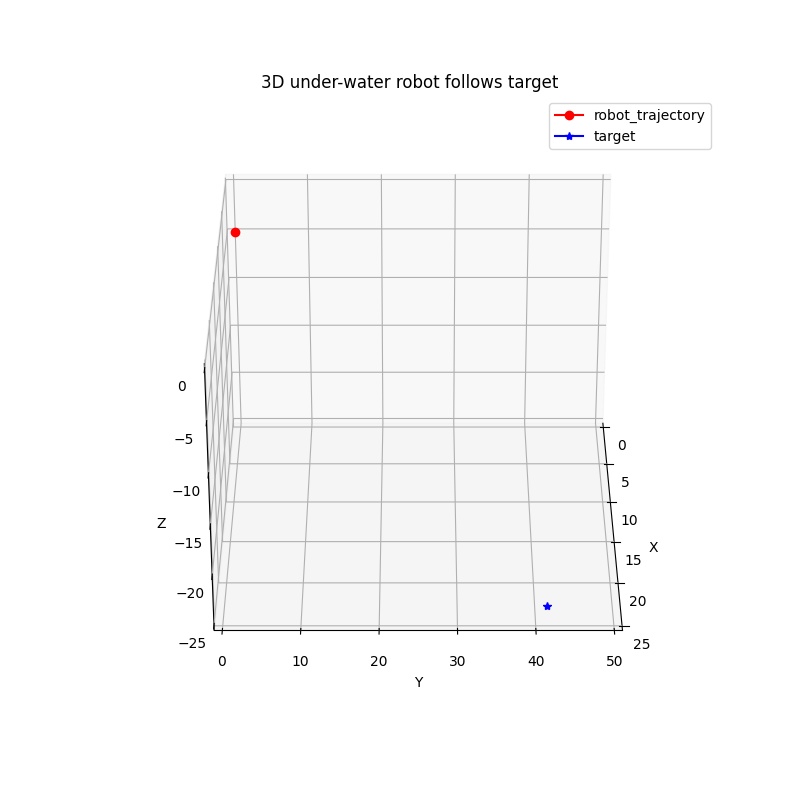 3D under-water robot follows target
robot_trajectory
target
0
−5
−10
−15
−20
−25
Z
0
5
10
15
20
25
X
0 10 20 30 40 50
Y